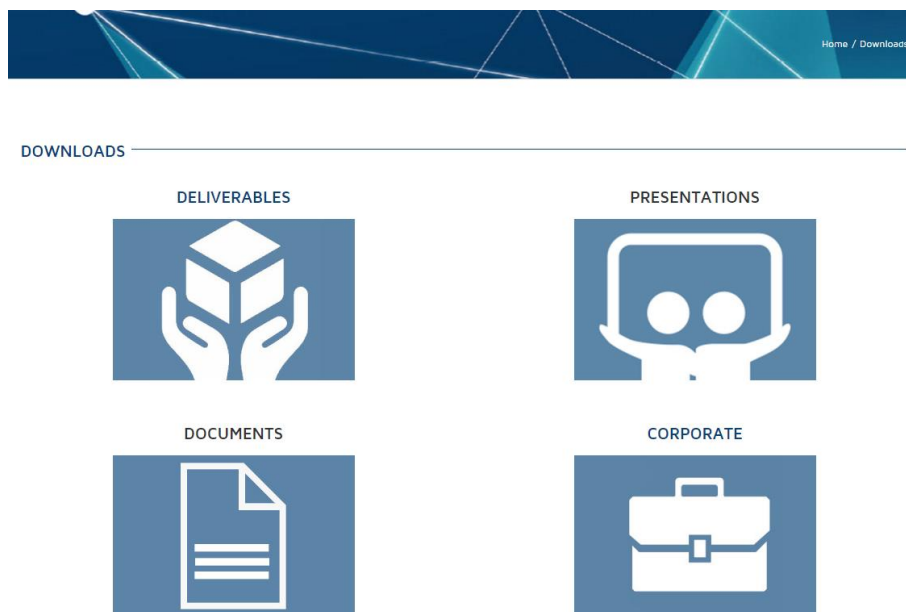 Home / Downloads
DOWNLOADS
DELIVERABLES
PRESENTATIONS
DOCUMENTS
CORPORATE